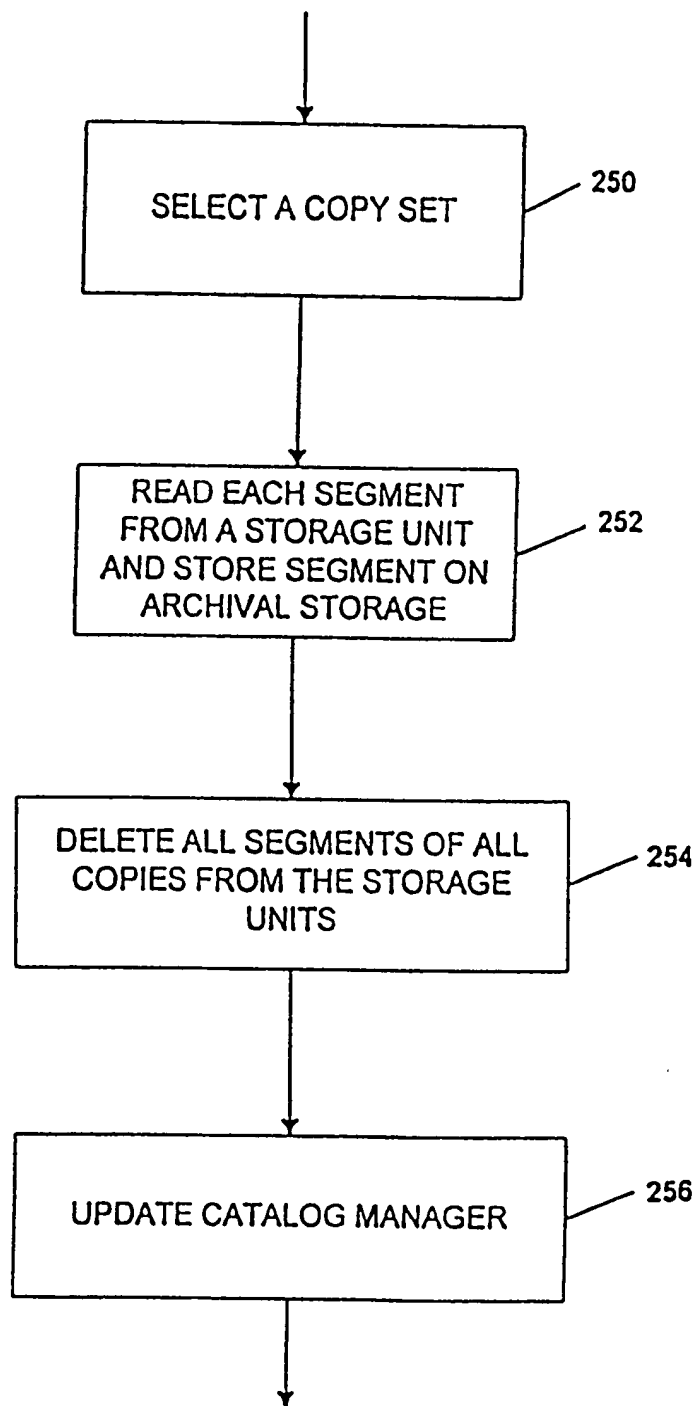 SELECT A COPY SET
250
READ EACH SEGMENT
FROM A STORAGE UNIT
AND STORE SEGMENT ON
ARCHIVAL STORAGE
252
DELETE ALL SEGMENTS OF ALL
COPIES FROM THE STORAGE
UNITS
254
UPDATE CATALOG MANAGER
256